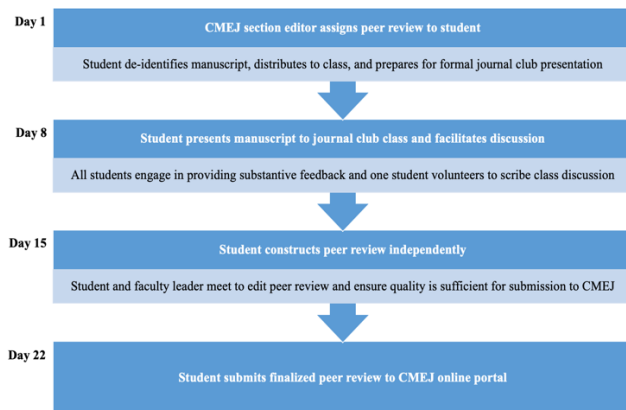 Day 1
CMEJ section editor assigns peer review to student
Student de-identifies manuscript, distributes to class, and prepares for formal journal club presentation
Day 8
Student presents manuscript to journal club class and facilitates discussion
All students engage in providing substantive feedback and one student volunteers to scribe class discussion
Day 15
Student constructs peer review independently
Student and faculty leader meet to edit peer review and ensure quality is sufficient for submission to CMEJ
Day 22
Student submits finalized peer review to CMEJ online portal